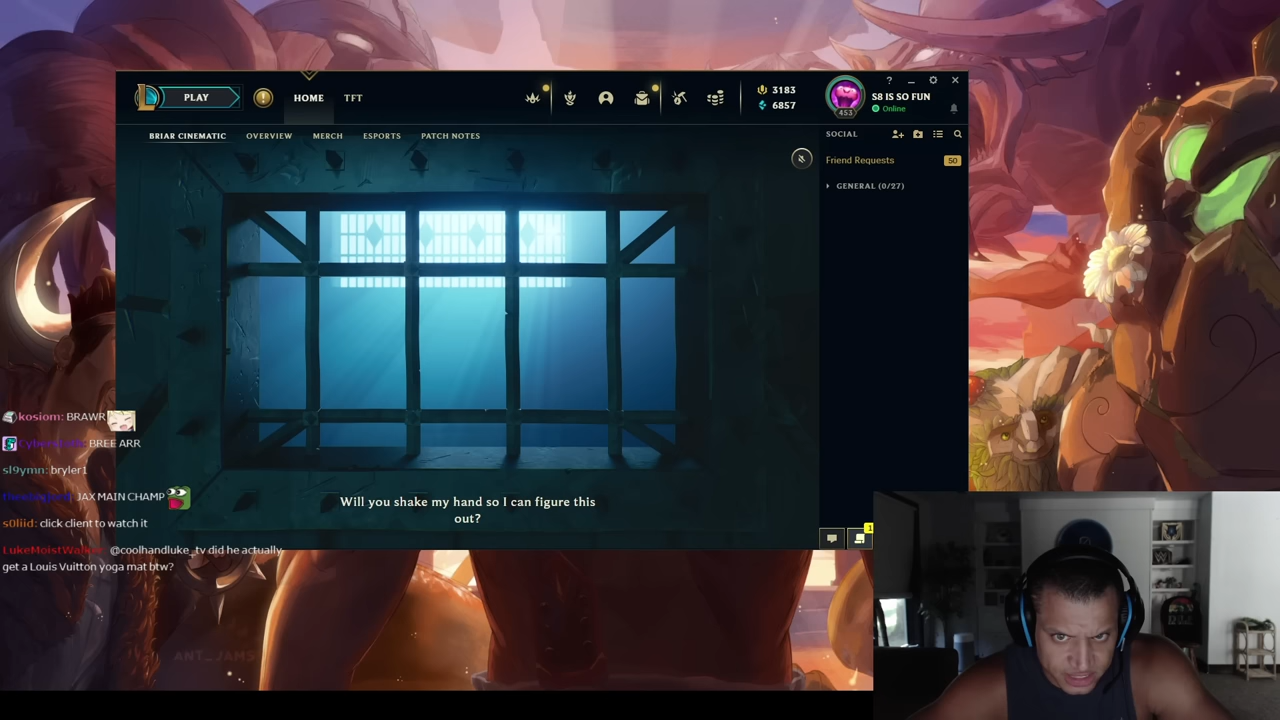 PLAY
HOME
TFT
3183
6857
453
S8 IS SO FUN
Online
BRIAR CINEMATIC
OVERVIEW
MERCH
ESPORTS
PATCH NOTES
SOCIAL
Friend Requests
50
GENERAL (0/27)
kosiom: BRAWR
BREE ARR
sl9ymn: bryler1
JAX MAIN CHAMP
s0liid: click client to watch it
@coolhandluke_tv did he actually
get a Louis Vuitton yoga mat btw?
Will you shake my hand so I can figure this
out?
1
ANT_JAMS